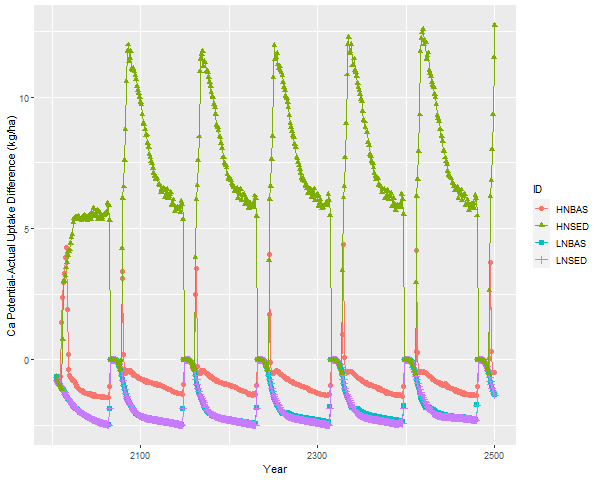 Ca Potential-Actual Uptake Difference (kg/ha)
10
5
0
2100
2300
2500
Year
ID
HNBAS
HNSED
LNBAS
LNSED